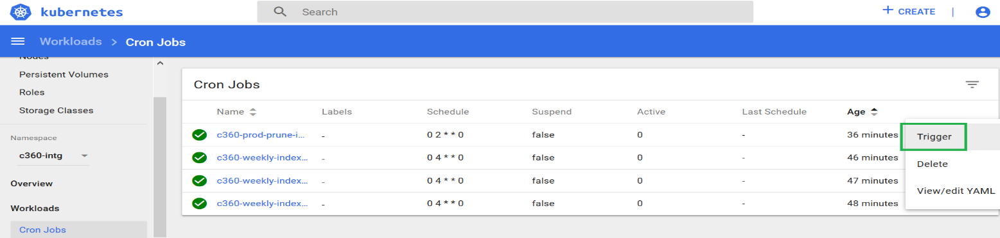 kubernetes
Search
+ CREATE |
Workloads > Cron Jobs
Nodes
Persistent Volumes
Roles
Storage Classes
Namespace
c360-intg
Overview
Workloads
Cron Jobs
Cron Jobs
Name Labels Schedule Suspend Active Last Schedule Age
c360-prod-prune-i... - 0 2 * * 0 false 0 - 36 minutes
c360-weekly-index... - 0 4 * * 0 false 0 - 46 minutes
c360-weekly-index... - 0 4 * * 0 false 0 - 47 minutes
c360-weekly-index... - 0 4 * * 0 false 0 - 48 minutes
Trigger
Delete
View/edit YAML